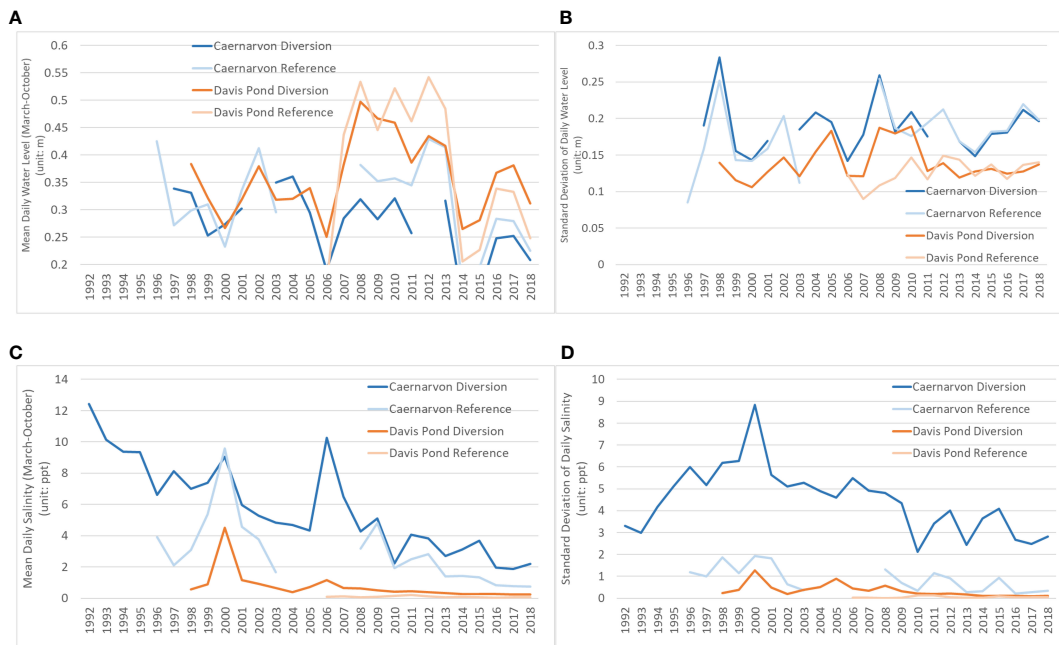 A
Mean Daily Water Level (March-October)
(unit: m)
0.6
0.55
0.5
0.45
0.4
0.35
0.3
0.25
0.2
Caernarvon Diversion
Caernarvon Reference
Davis Pond Diversion
Davis Pond Reference
1992 1993 1994 1995 1996 1997 1998 1999 2000 2001 2002 2003 2004 2005 2006 2007 2008 2009 2010 2011 2012 2013 2014 2015 2016 2017 2018
B
Standard Deviation of Daily Water Level
(unit: m)
0.3
0.25
0.2
0.15
0.1
0.05
0
Caernarvon Diversion
Caernarvon Reference
Davis Pond Diversion
Davis Pond Reference
1992 1993 1994 1995 1996 1997 1998 1999 2000 2001 2002 2003 2004 2005 2006 2007 2008 2009 2010 2011 2012 2013 2014 2015 2016 2017 2018
C
Mean Daily Salinity (March-October)
(unit: ppt)
14
12
10
8
6
4
2
0
Caernarvon Diversion
Caernarvon Reference
Davis Pond Diversion
Davis Pond Reference
1992 1993 1994 1995 1996 1997 1998 1999 2000 2001 2002 2003 2004 2005 2006 2007 2008 2009 2010 2011 2012 2013 2014 2015 2016 2017 2018
D
Standard Deviation of Daily Salinity
(unit: ppt)
10
9
8
7
6
5
4
3
2
1
0
Caernarvon Diversion
Caernarvon Reference
Davis Pond Diversion
Davis Pond Reference
1992 1993 1994 1995 1996 1997 1998 1999 2000 2001 2002 2003 2004 2005 2006 2007 2008 2009 2010 2011 2012 2013 2014 2015 2016 2017 2018